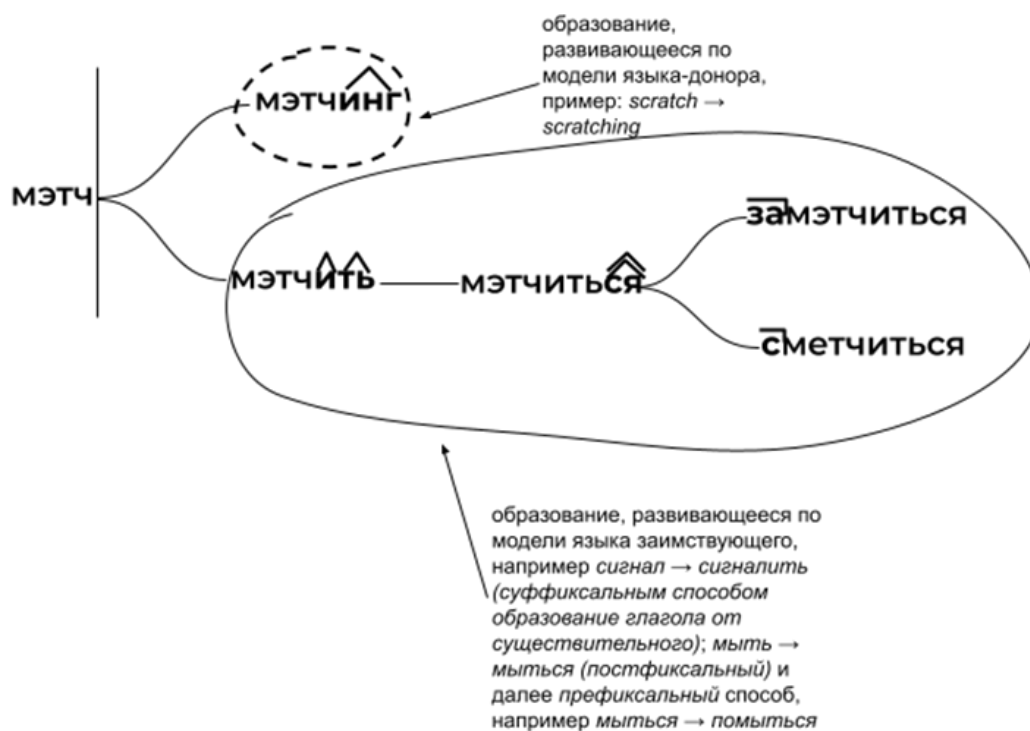 образование,
развивающееся по
модели языка-донора,
пример: scratch →
scratching
мэтчинг
мэтч
замэтчиться
мэтчить
мэтчиться
сметчиться
образование, развивающееся по
модели языка заимствующего,
например сигнал → сигналить
(суффиксальным способом
образование глагола от
существительного); мыть →
мыться (постфиксальный) и
далее префиксальный способ,
например мыться → помыться